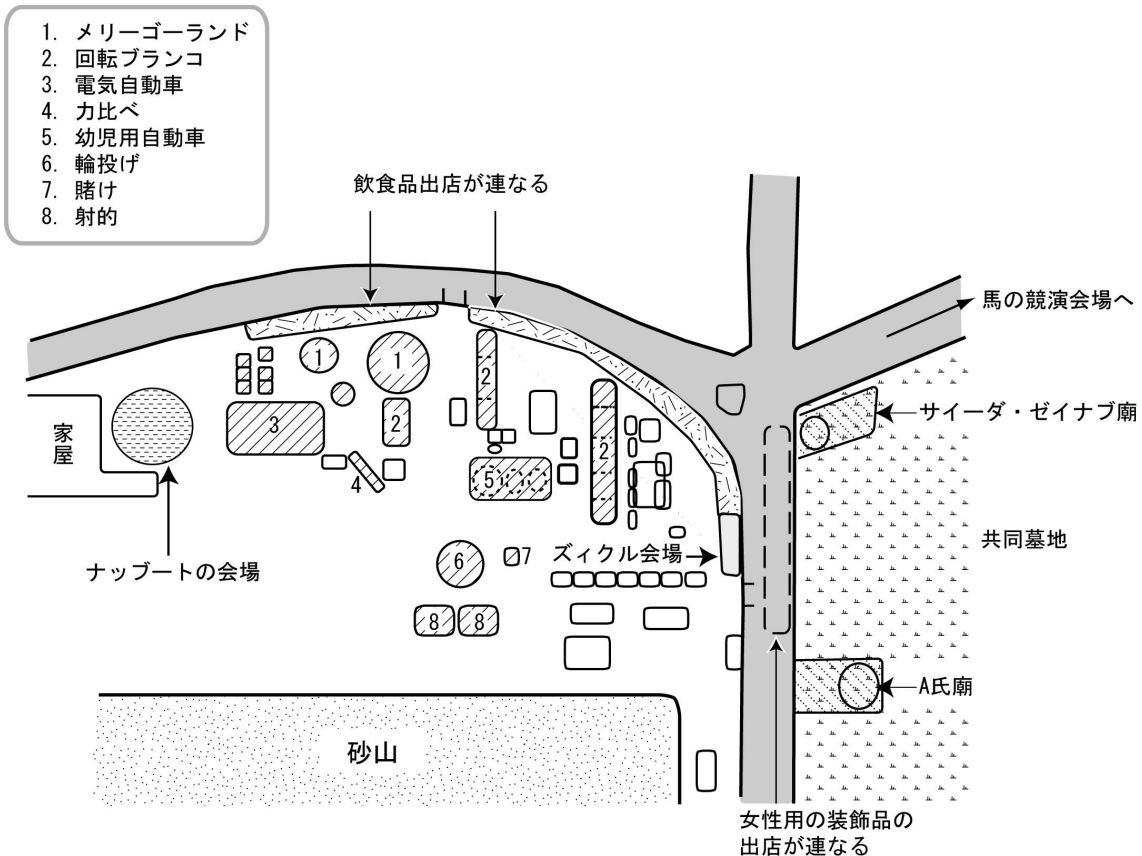 1. メリーゴーランド
2. 回転ブランコ
3. 電気自動車
4. 力比べ
5. 幼児用自動車
6. 輪投げ
7. 賭け
8. 射的
飲食品出店が連なる
馬の競演会場へ
1
1
2
2
3
サイーダ・ゼイナブ廟
家屋
2
4
5
共同墓地
ズィクル会場
6
7
ナッブートの会場
8
8
A氏廟
砂山
女性用の装飾品の
出店が連なる